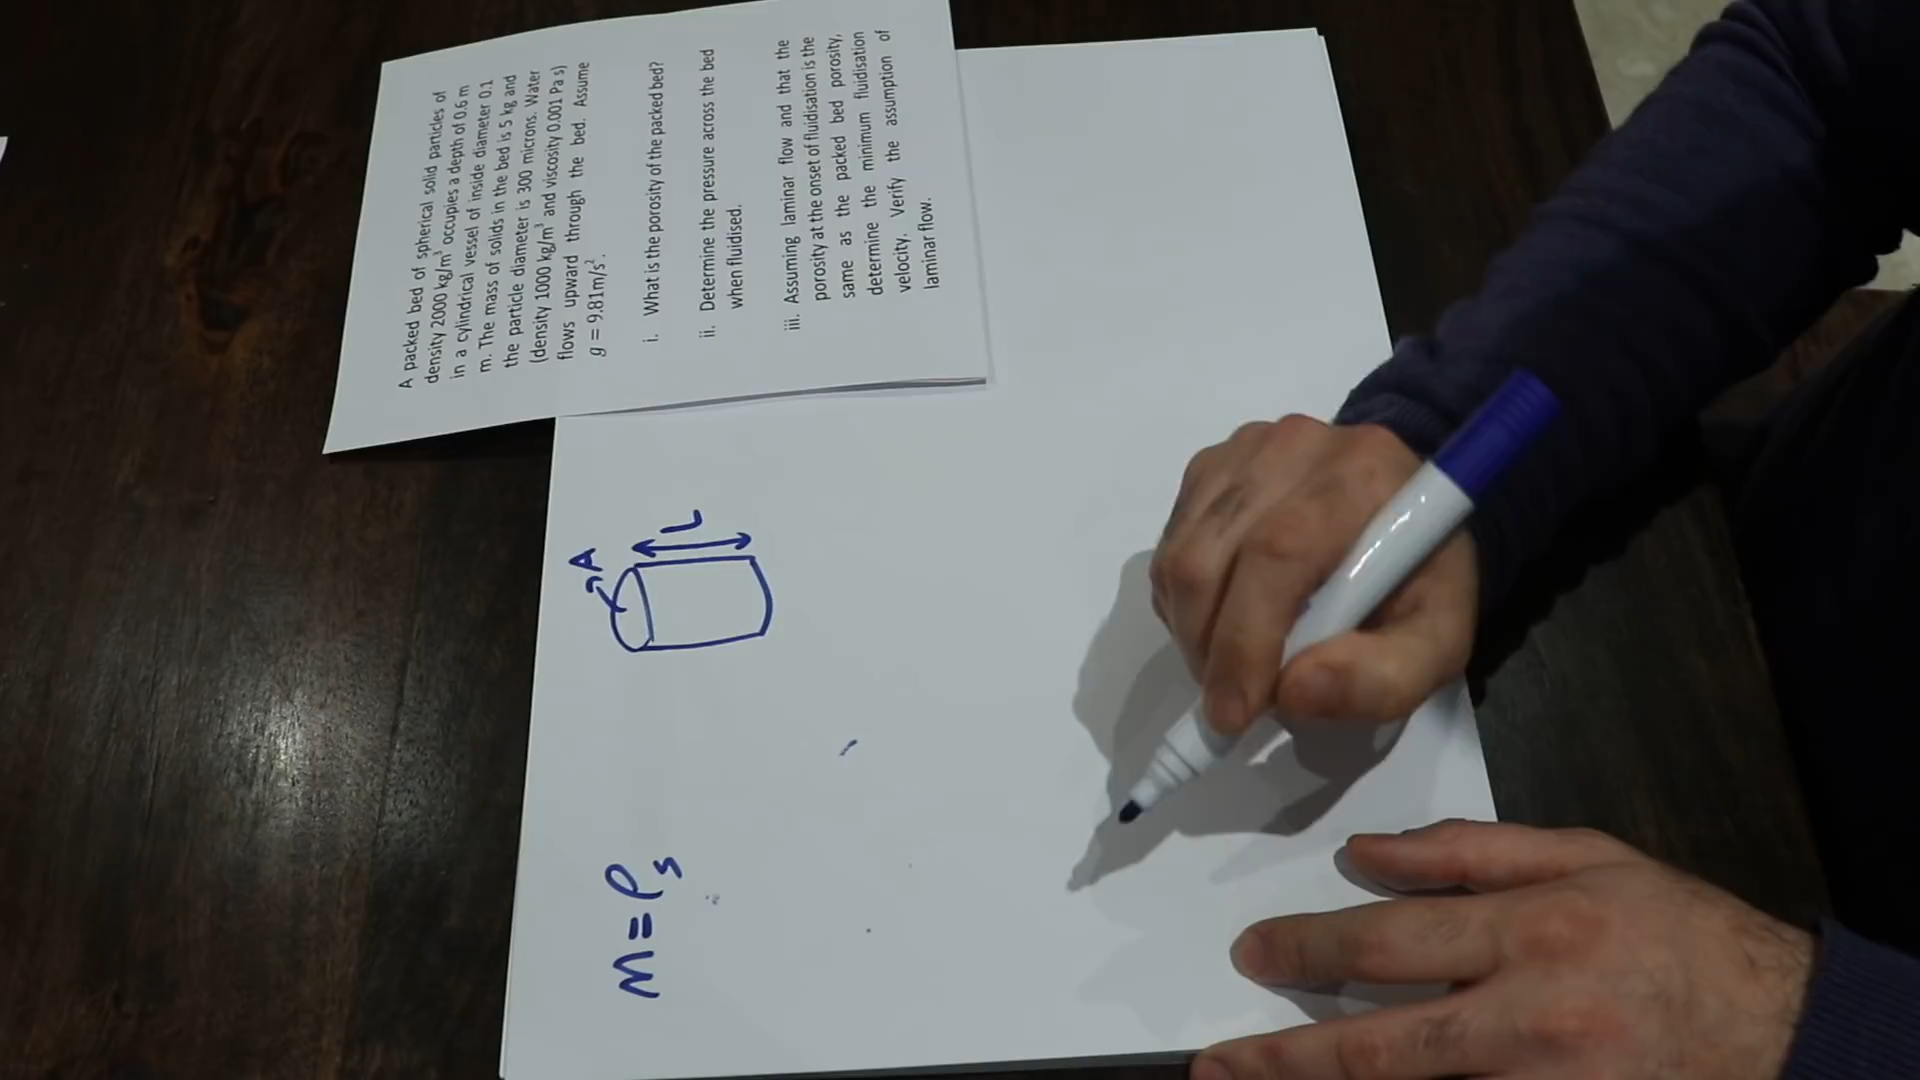 A packed bed of spherical solid particles of
density 2000 kg/m³ occupies a depth of 0.6 m
in a cylindrical vessel of inside diameter 0.1
m. The mass of solids in the bed is 5 kg and
the particle diameter is 300 microns. Water
(density 1000 kg/m³ and viscosity 0.001 Pa s)
flows upward through the bed. Assume
g = 9.81m/s².
i. What is the porosity of the packed bed?
ii. Determine the pressure across the bed
when fluidised.
iii. Assuming laminar flow and that the
porosity at the onset of fluidisation is the
same as the packed bed porosity,
determine the minimum fluidisation
velocity. Verify the assumption of
laminar flow.
A
L
M = ρs